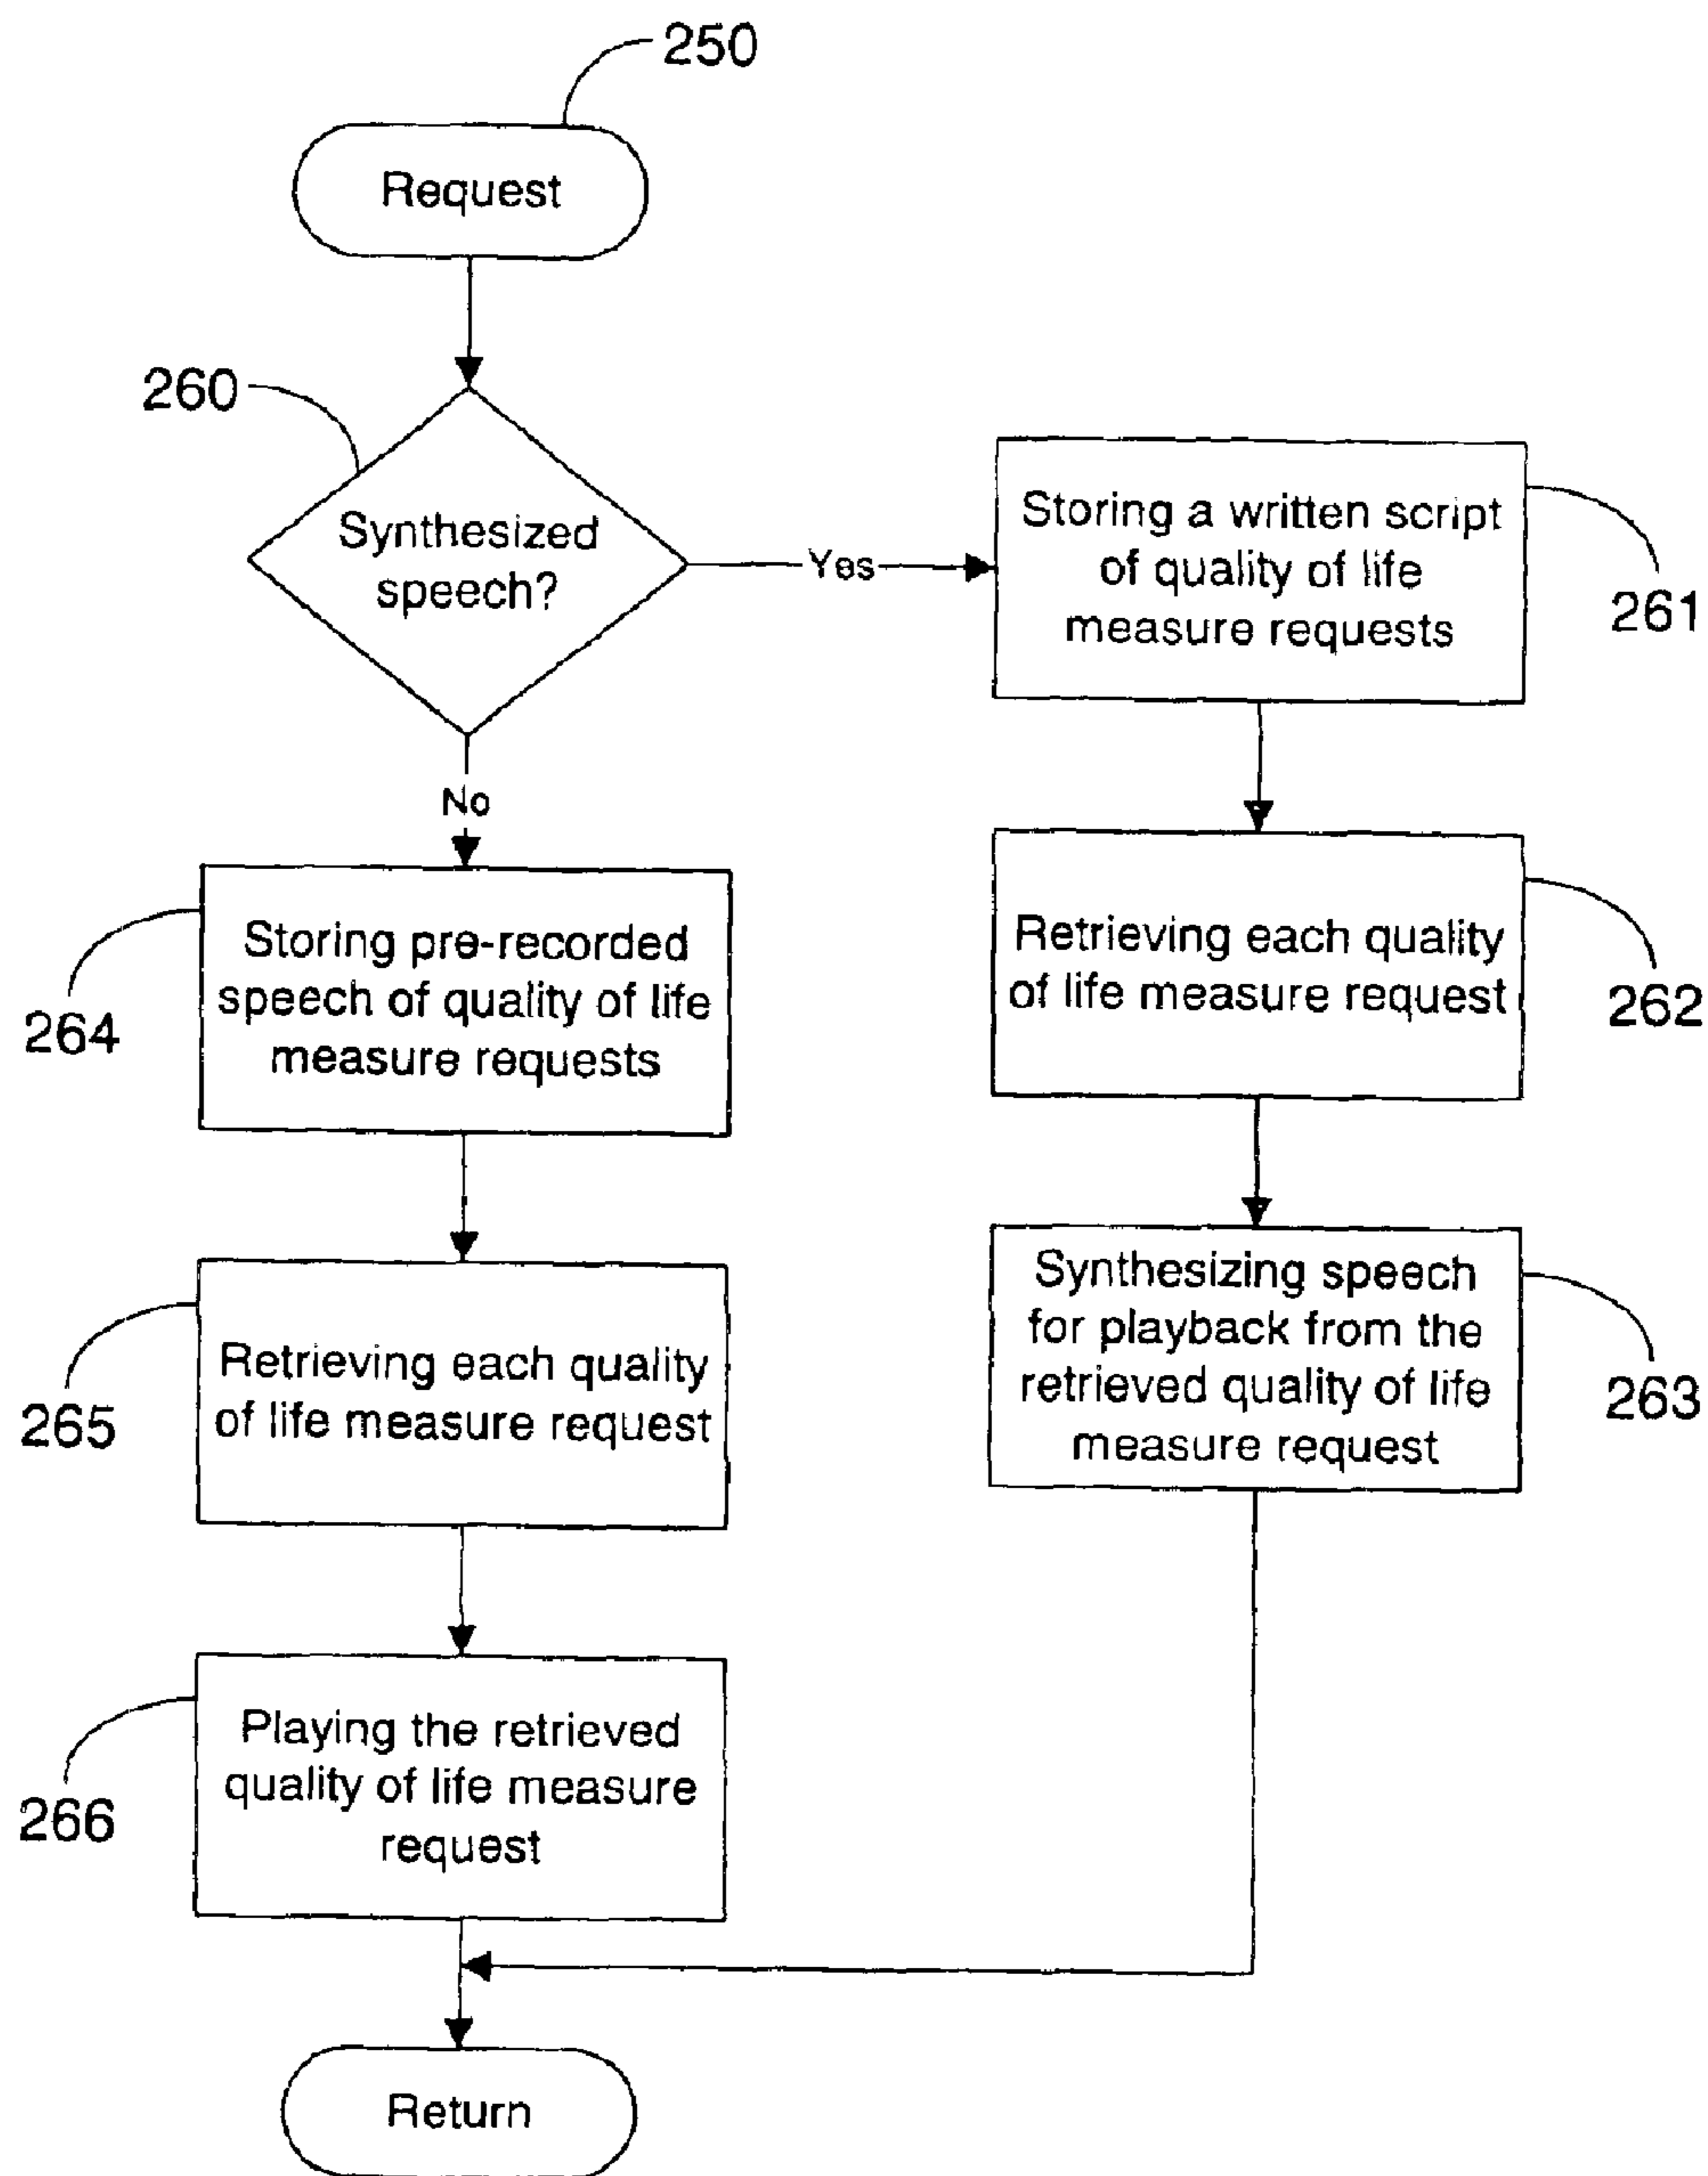 250
Request
260
Synthesized
speech?
Yes
Storing a written script
of quality of life
measure requests
261
No
264
Storing pre-recorded
speech of quality of life
measure requests
Retrieving each quality
of life measure request
262
265
Retrieving each quality
of life measure request
Synthesizing speech
for playback from the
retrieved quality of life
measure request
263
266
Playing the retrieved
quality of life measure
request
Return